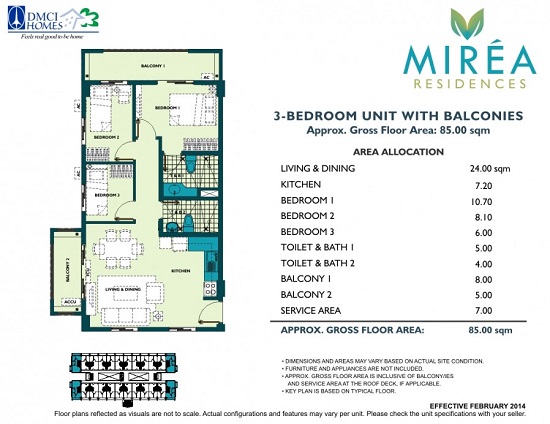 DMCI
HOMES
Feels real good to be home
MIRÉA
RESIDENCES
3-BEDROOM UNIT WITH BALCONIES
Approx. Gross Floor Area: 85.00 sqm
AREA ALLOCATION
LIVING & DINING 24.00 sqm
KITCHEN 7.20
BEDROOM 1 10.70
BEDROOM 2 8.10
BEDROOM 3 6.00
TOILET & BATH 1 5.00
TOILET & BATH 2 4.00
BALCONY 1 8.00
BALCONY 2 5.00
SERVICE AREA 7.00
APPROX. GROSS FLOOR AREA: 85.00 sqm
• DIMENSIONS AND AREAS MAY VARY BASED ON ACTUAL SITE CONDITION.
• FURNITURE AND APPLIANCES ARE NOT INCLUDED.
• APPROX. GROSS FLOOR AREA IS INCLUSIVE OF BALCONY/IES
AND SERVICE AREA AT THE ROOF DECK, IF APPLICABLE.
• KEY PLAN IS BASED ON TYPICAL FLOOR.
BALCONY 1
AC
AC
BEDROOM 1
BEDROOM 2
T & B 1
BEDROOM 3
AC
T & B 2
BALCONY 2
KITCHEN
LIVING & DINING
ACCU
EFFECTIVE FEBRUARY 2014
Floor plans reflected as visuals are not to scale. Actual configurations and features may vary per unit. Please check the unit specifications with your seller.